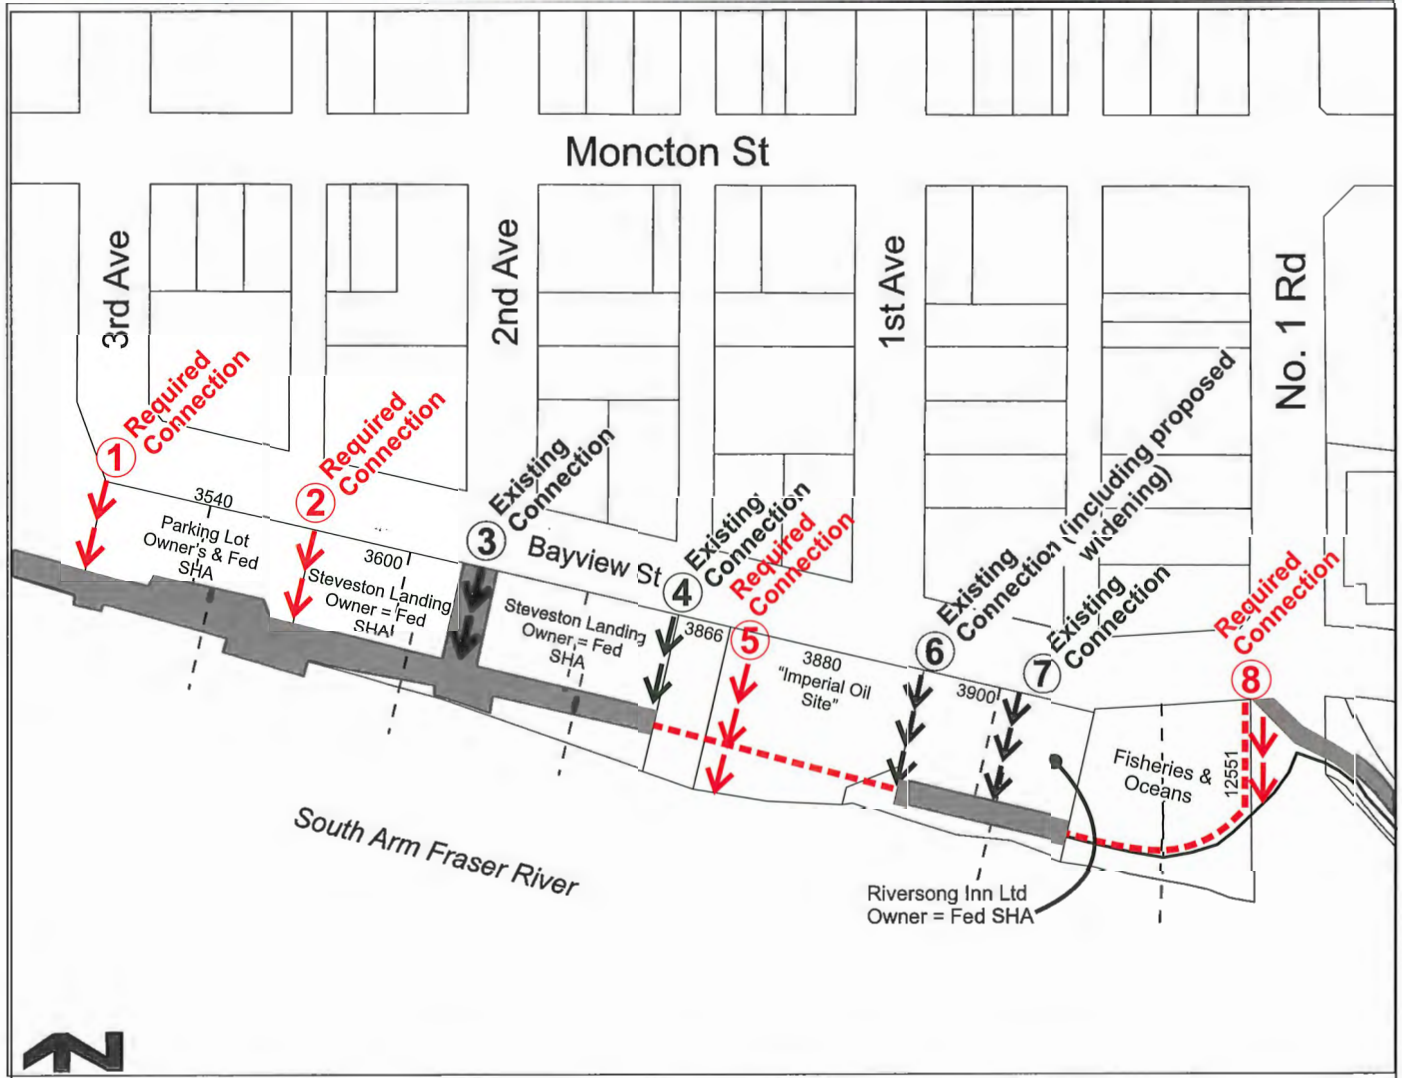 Moncton St
3rd Ave
2nd Ave
1st Ave
No. 1 Rd
1
Required
Connection
2
Required
Connection
3
Existing
Connection
4
Existing
Connection
5
Required
Connection
6
Existing
Connection (including proposed
widening)
7
Existing
Connection
8
Required
Connection
Bayview St
3540
Parking Lot
Owner's & Fed
SHA
3600
Steveston Landing
Owner = Fed
SHA
Steveston Landing
Owner = Fed
SHA
3866
3880
"Imperial Oil
Site"
3900
Fisheries &
Oceans
12551
Riversong Inn Ltd
Owner = Fed SHA
South Arm Fraser River
N